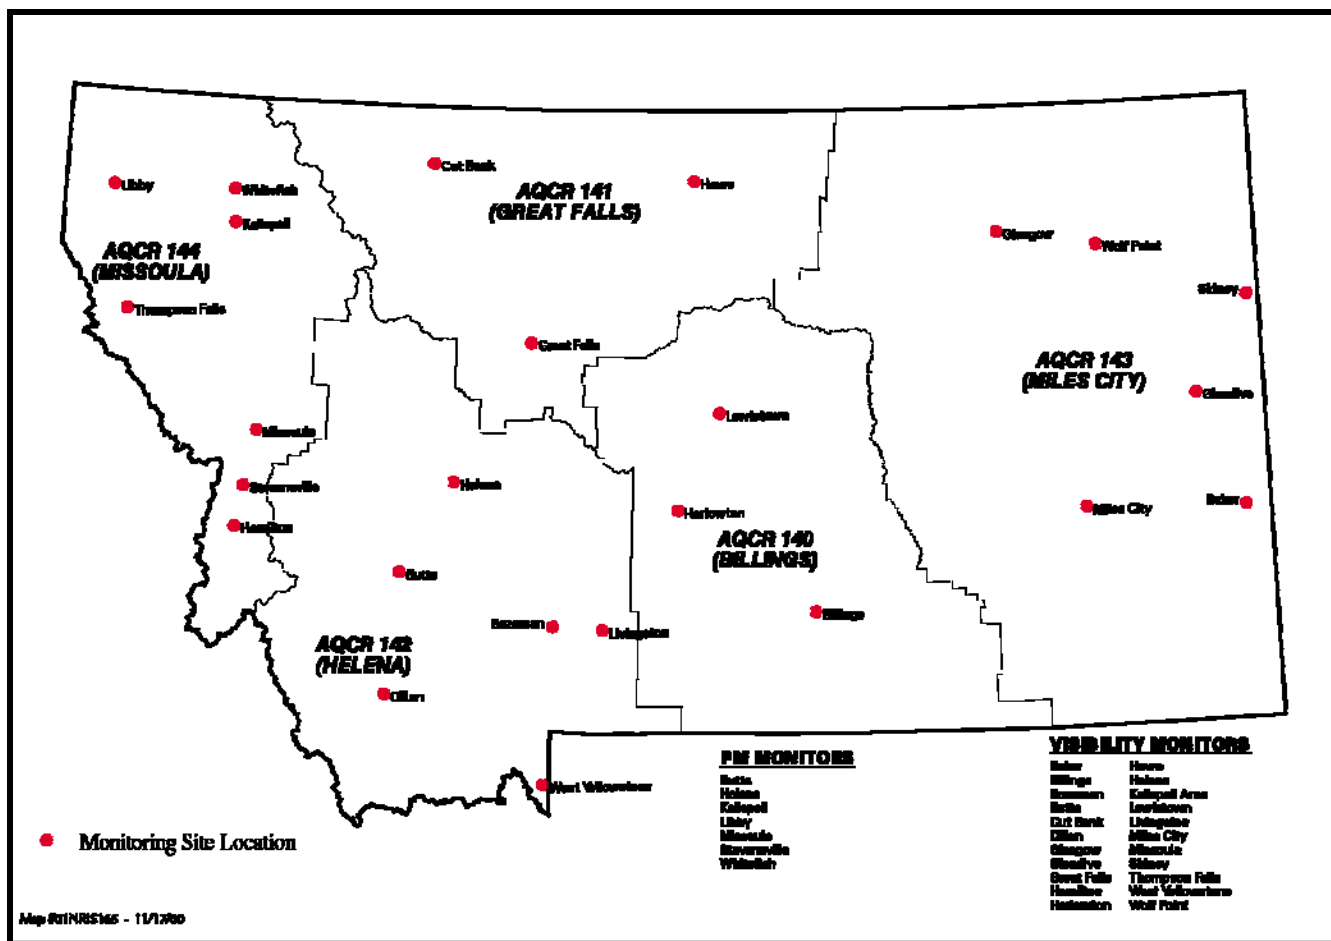 Cut Bank
Havre
AQCR 141
(GREAT FALLS)
Libby
Whitefish
Kalispell
AQCR 144
(MISSOULA)
Thompson Falls
Glasgow
Wolf Point
Sidney
Great Falls
AQCR 143
(MILES CITY)
Glendive
Lewistown
Missoula
Stevensville
Helena
Hamilton
Harlowton
Miles City
Baker
AQCR 140
(BILLINGS)
Butte
Billings
Bozeman
Livingston
AQCR 142
(HELENA)
Dillon
West Yellowstone
Monitoring Site Location
PM MONITORS
Butte
Helena
Kalispell
Libby
Missoula
Stevensville
Whitefish
VISIBILITY MONITORS
Baker Havre
Billings Helena
Bozeman Kalispell Area
Butte Lewistown
Cut Bank Livingston
Dillon Miles City
Glasgow Missoula
Glendive Sidney
Great Falls Thompson Falls
Hamilton West Yellowstone
Harlowton Wolf Point
11/17/00